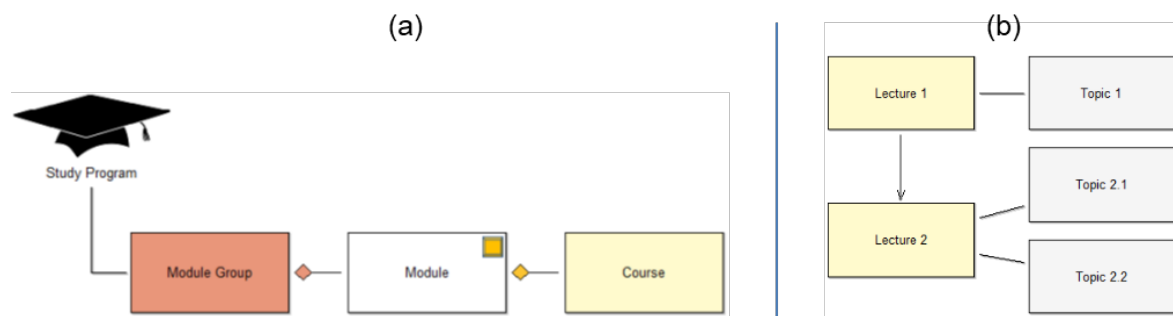 (a)
Study Program
Module Group
Module
Course
(b)
Lecture 1
Topic 1
Topic 2.1
Lecture 2
Topic 2.2